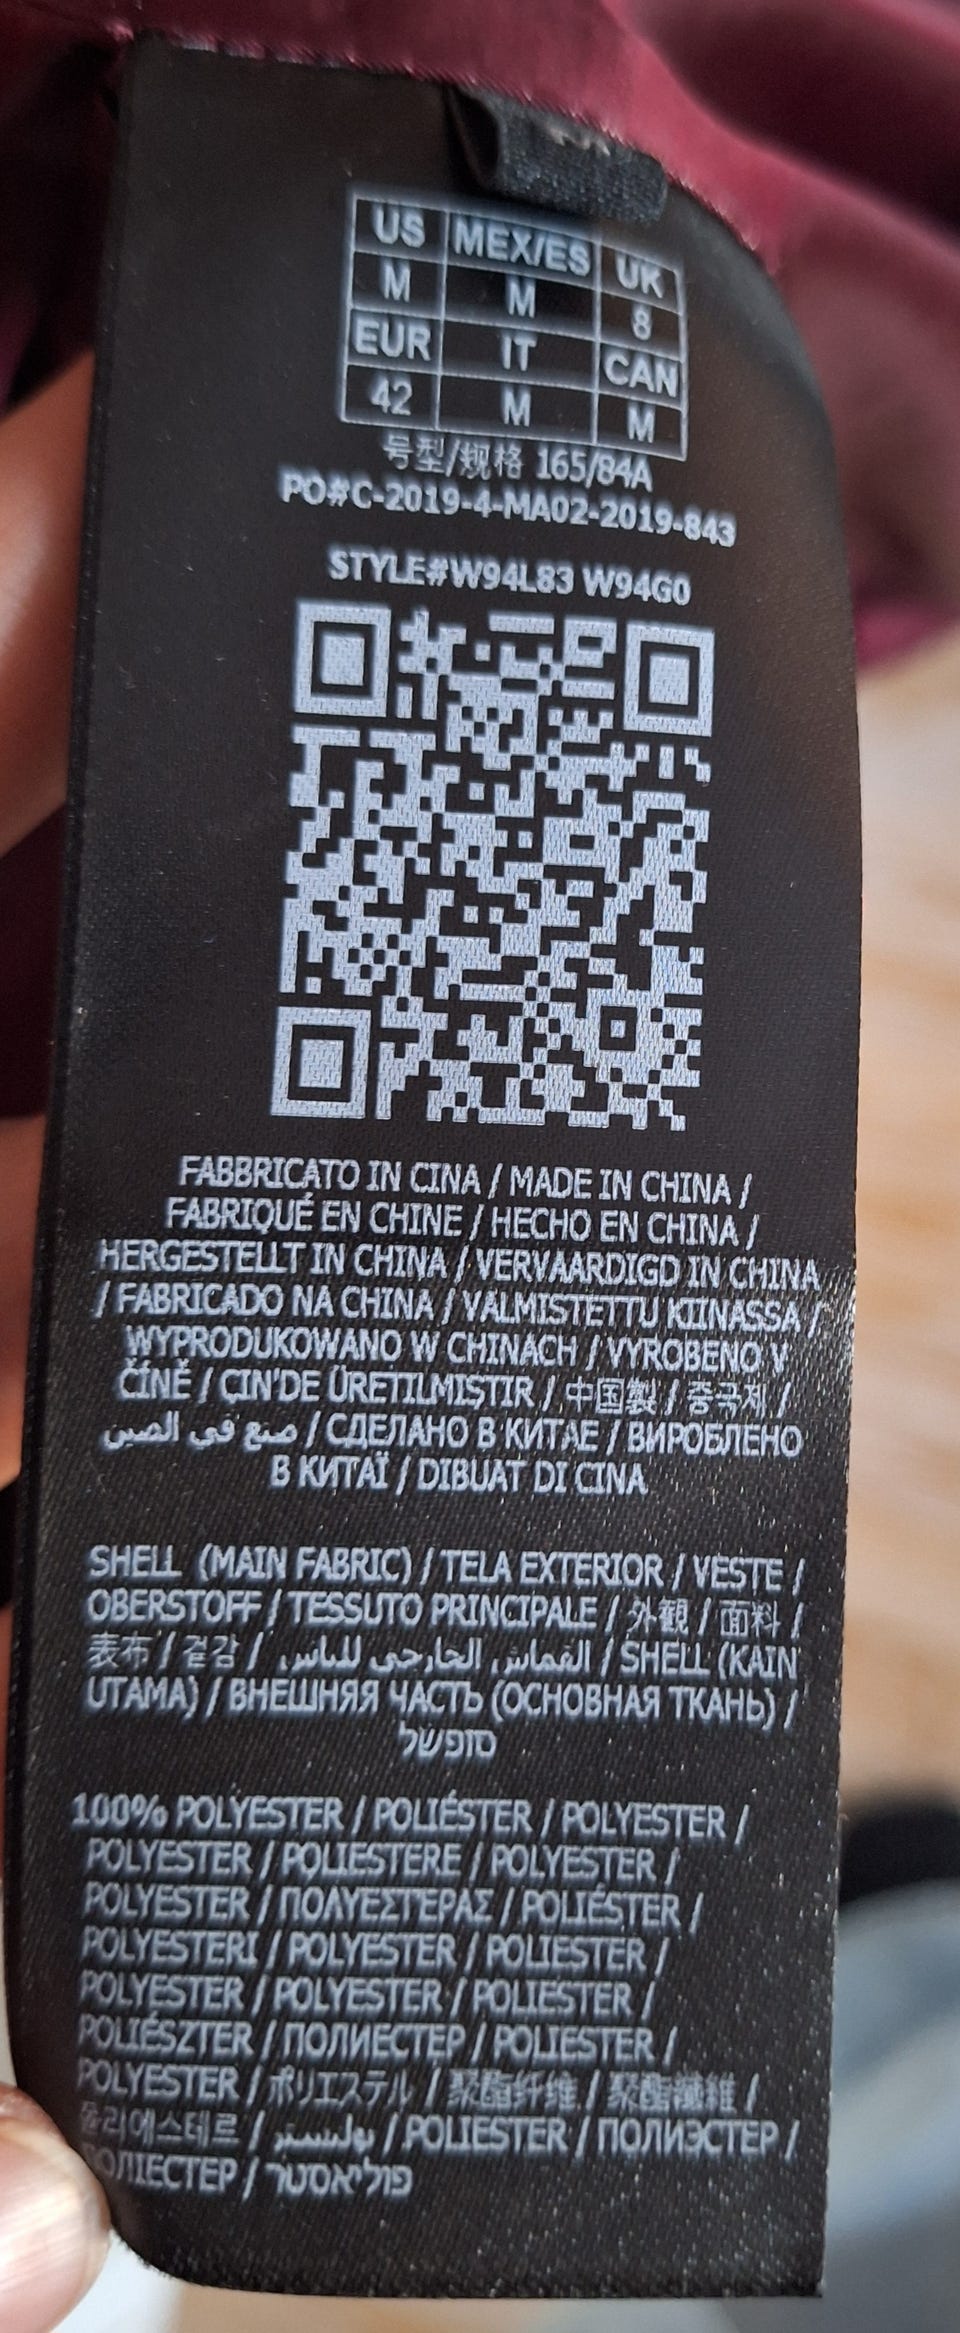 US MEX/ES UK
M M 8
EUR IT CAN
42 M M
号型/规格 165/84A
PO#C-2019-4-MA02-2019-843
STYLE#W94L83 W94G0
FABBRICATO IN CINA / MADE IN CHINA /
FABRIQUÉ EN CHINE / HECHO EN CHINA /
HERGESTELLT IN CHINA / VERVAARDIGD IN CHINA
/ FABRICADO NA CHINA / VALMISTETTU KIINASSA /
WYPRODUKOWANO W CHINACH / VYROBENO V
ČÍNĚ / ÇIN'DE ÜRETILMISTIR / 中国製 / 중국제 /
صنع في الصين / СДЕЛАНО В КИТАЕ / ВИРОБЛЕНО
В КИТАЇ / DIBUAT DI CINA
SHELL (MAIN FABRIC) / TELA EXTERIOR / VESTE /
OBERSTOFF / TESSUTO PRINCIPALE / 外観 / 面料 /
表布 / 겉감 / القماش الخارجي للباس / SHELL (KAIN
UTAMA) / ВНЕШНЯЯ ЧАСТЬ (ОСНОВНАЯ ТКАНЬ) /
סופשל
100% POLYESTER / POLIÉSTER / POLYESTER /
POLYESTER / POLIESTERE / POLYESTER /
POLYESTER / ΠΟΛΥΕΣΤΕΡΑΣ / POLIÉSTER /
POLYESTERI / POLYESTER / POLIESTER /
POLYESTER / POLYESTER / POLIESTER /
POLIÉSZTER / ПОЛИЕСТЕР / POLIESTER /
POLYESTER / ポリエステル / 聚酯纤维 / 聚酯纖維 /
폴리에스테르 / بوليستر / POLIESTER / ПОЛИЭСТЕР /
ПОЛІЕСТЕР / פוליאסטר